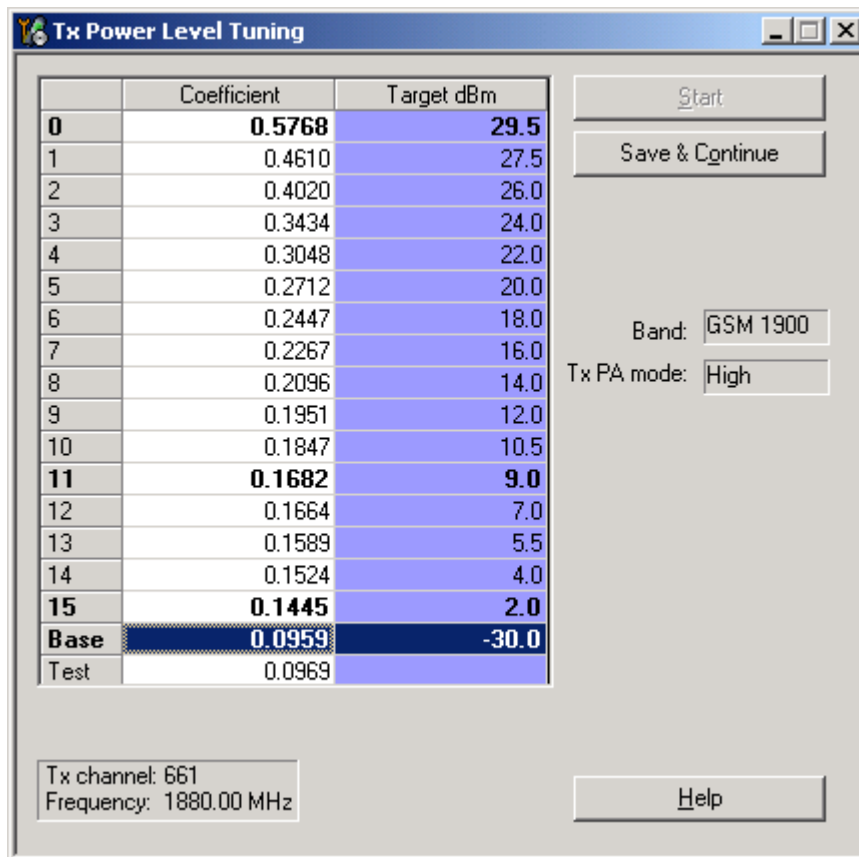 Tx Power Level Tuning
Coefficient Target dBm
0 0.5768 29.5
1 0.4610 27.5
2 0.4020 26.0
3 0.3434 24.0
4 0.3048 22.0
5 0.2712 20.0
6 0.2447 18.0
7 0.2267 16.0
8 0.2096 14.0
9 0.1951 12.0
10 0.1847 10.5
11 0.1682 9.0
12 0.1664 7.0
13 0.1589 5.5
14 0.1524 4.0
15 0.1445 2.0
Base 0.0959 -30.0
Test 0.0969
Start
Save & Continue
Band: GSM 1900
Tx PA mode: High
Tx channel: 661
Frequency: 1880.00 MHz
Help